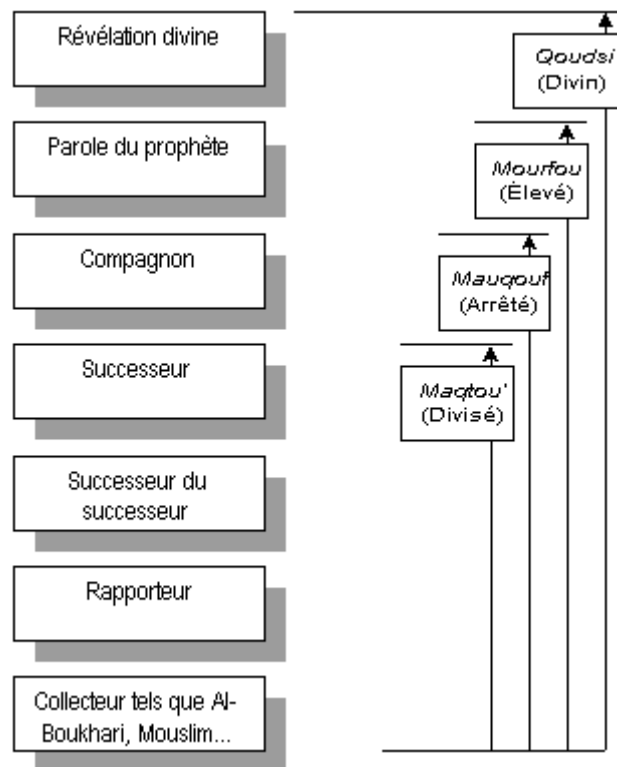 Révélation divine
Qoudsi
(Divin)
Parole du prophète
Mourfou
(Élevé)
Compagnon
Mauqouf
(Arrêté)
Successeur
Maqtou'
(Divisé)
Successeur du
successeur
Rapporteur
Collecteur tels que Al-
Boukhari, Mouslim...